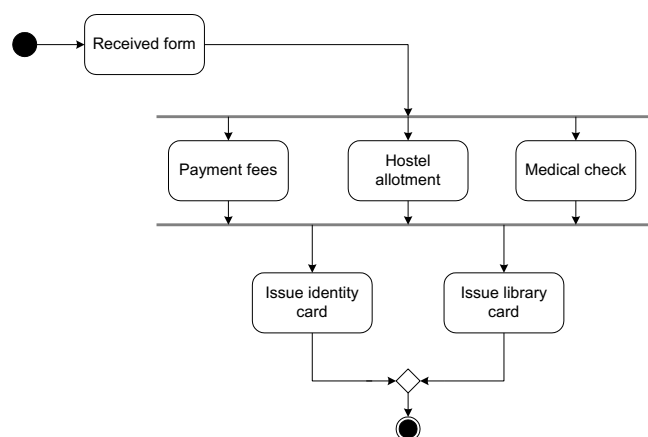 Received form
Payment fees
Hostel
allotment
Medical check
Issue identity
card
Issue library
card